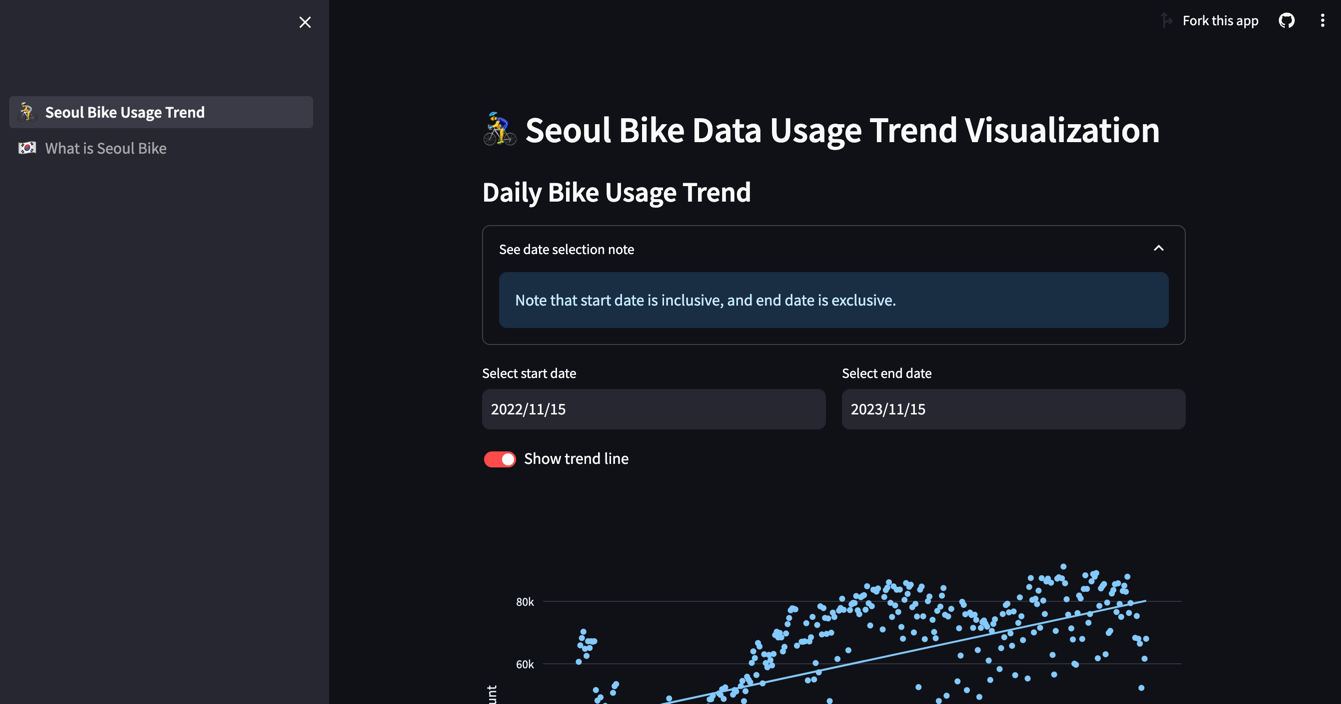 Fork this app
Seoul Bike Usage Trend
What is Seoul Bike
Seoul Bike Data Usage Trend Visualization
Daily Bike Usage Trend
See date selection note
Note that start date is inclusive, and end date is exclusive.
Select start date
Select end date
2022/11/15
2023/11/15
Show trend line
80k
60k